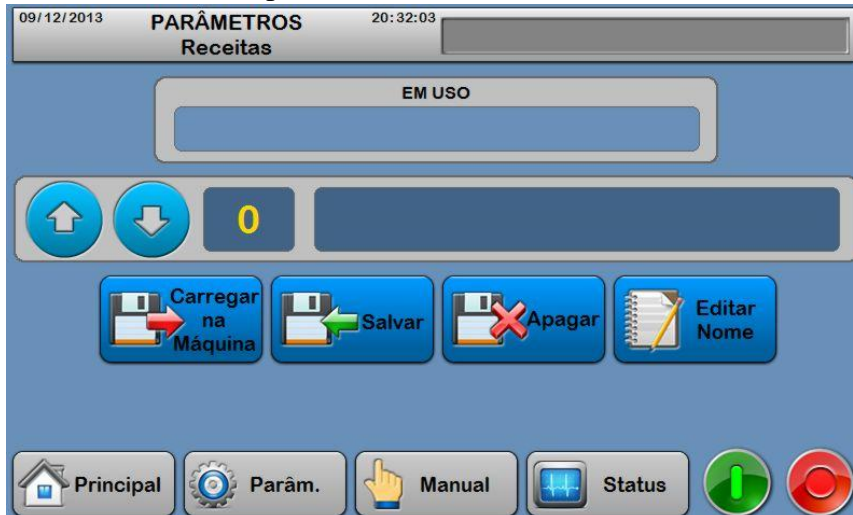 09/12/2013
PARÂMETROS
20:32:03
Receitas
EM USO
0
Carregar
na
Máquina
Salvar
Apagar
Editar
Nome
Principal
Parâm.
Manual
Status